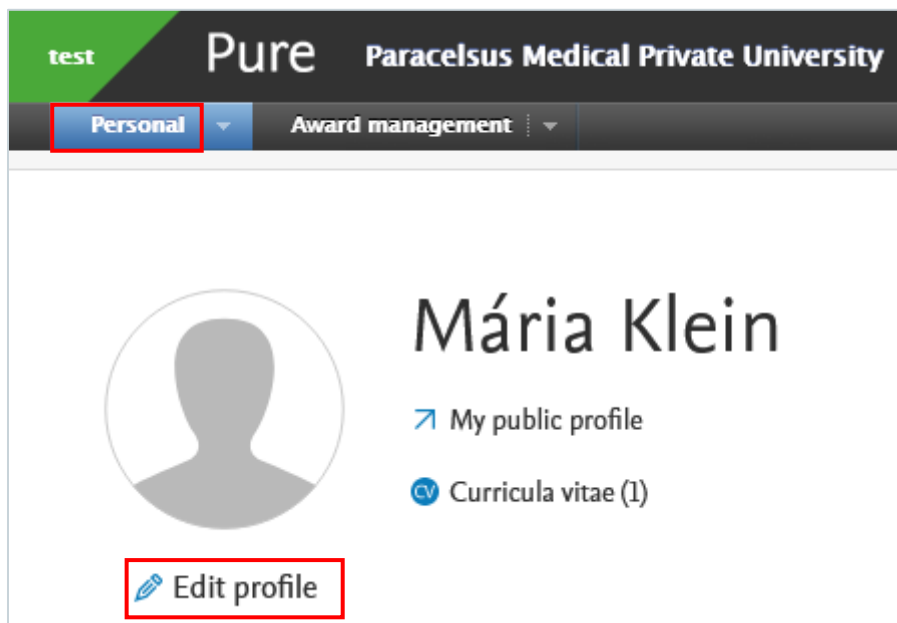 test Pure Paracelsus Medical Private University
Personal Award management
Mária Klein
My public profile
CV Curricula vitae (1)
Edit profile